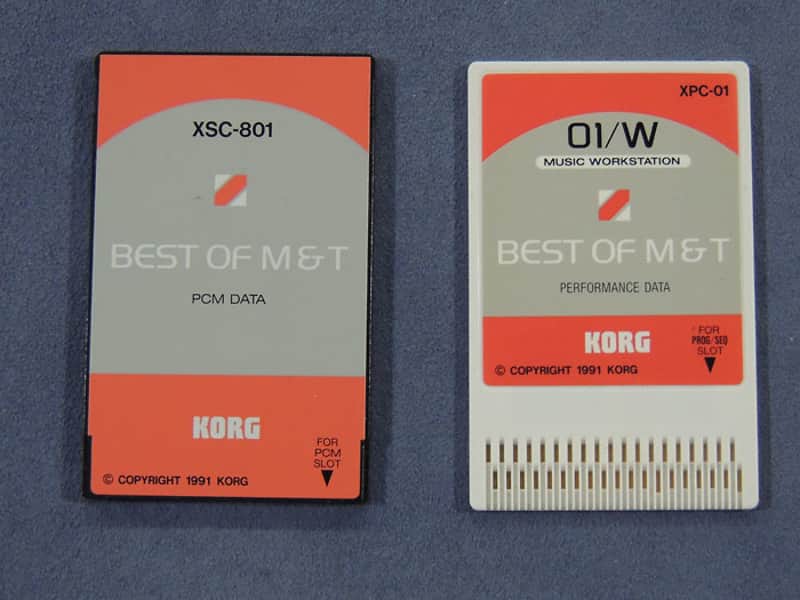 XSC-801
BEST OF M&T
PCM DATA
KORG
FOR
PCM
SLOT
© COPYRIGHT 1991 KORG
XPC-01
01/W
MUSIC WORKSTATION
BEST OF M&T
PERFORMANCE DATA
KORG
FOR
PROG/SEQ
SLOT
© COPYRIGHT 1991 KORG